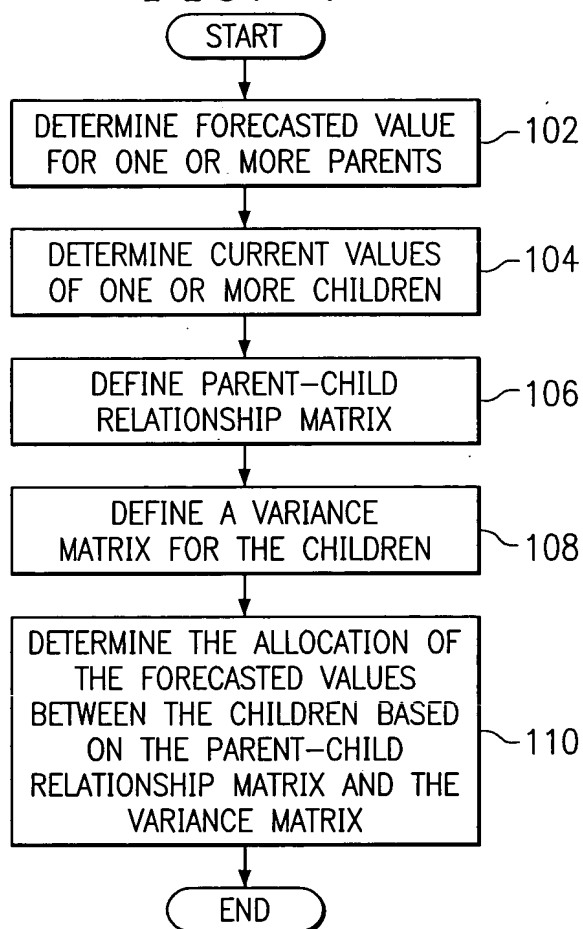 START
DETERMINE FORECASTED VALUE
FOR ONE OR MORE PARENTS
102
DETERMINE CURRENT VALUES
OF ONE OR MORE CHILDREN
104
DEFINE PARENT-CHILD
RELATIONSHIP MATRIX
106
DEFINE A VARIANCE
MATRIX FOR THE CHILDREN
108
DETERMINE THE ALLOCATION OF
THE FORECASTED VALUES
BETWEEN THE CHILDREN BASED
ON THE PARENT-CHILD
RELATIONSHIP MATRIX AND THE
VARIANCE MATRIX
110
END